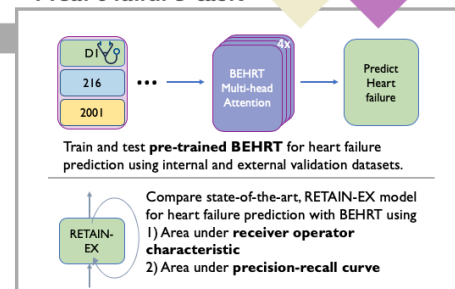 DI
216
2001
...
4x
BEHRT
Multi-head
Attention
Predict
Heart
failure
Train and test pre-trained BEHRT for heart failure
prediction using internal and external validation datasets.
RETAIN-
EX
Compare state-of-the-art, RETAIN-EX model
for heart failure prediction with BEHRT using
1) Area under receiver operator
characteristic
2) Area under precision-recall curve